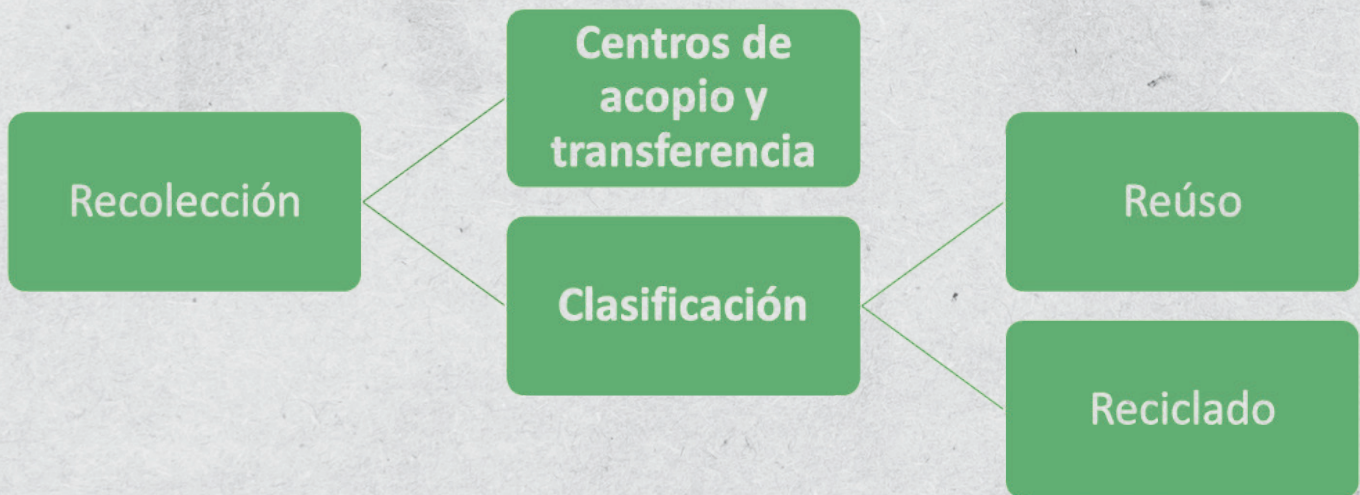 Recolección
Centros de
acopio y
transferencia
Clasificación
Reúso
Reciclado